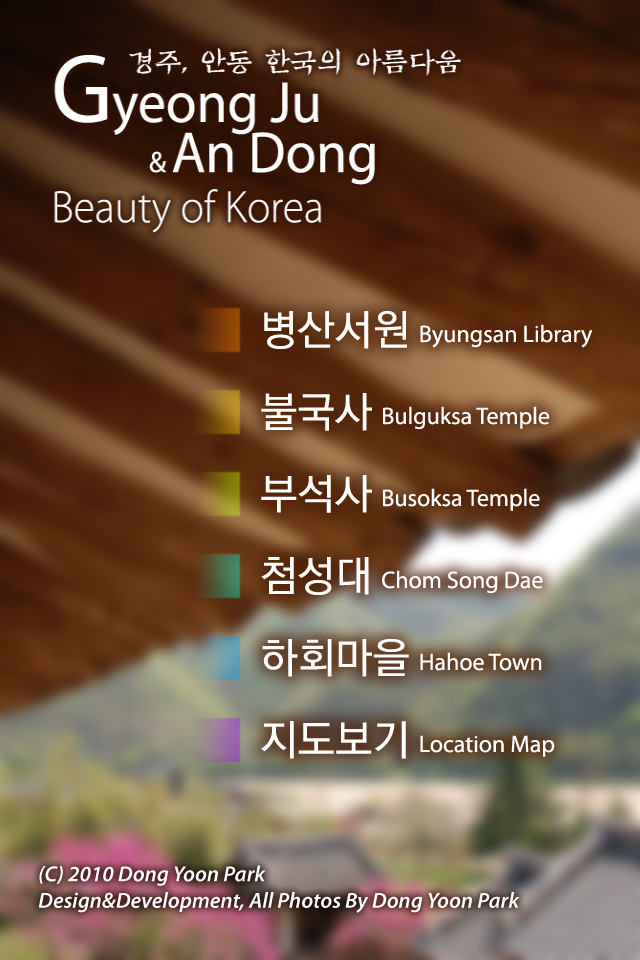 경주, 안동 한국의 아름다움
Gyeong Ju
& An Dong
Beauty of Korea
병산서원 Byungsan Library
불국사 Bulguksa Temple
부석사 Busoksa Temple
첨성대 Chom Song Dae
하회마을 Hahoe Town
지도보기 Location Map
(C) 2010 Dong Yoon Park
Design&Development, All Photos By Dong Yoon Park